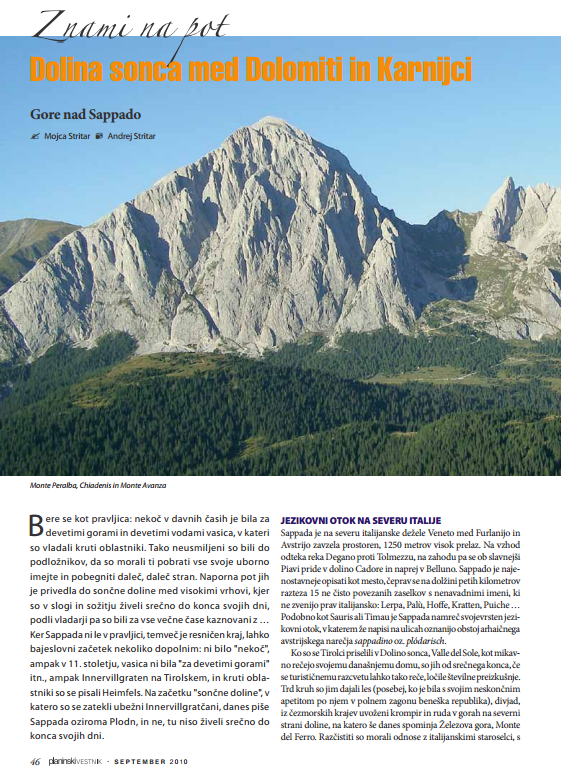 Znami na pot
Dolina sonca med Dolomiti in Karnijci
Gore nad Sappado
Mojca Stritar Andrej Stritar
Monte Peralba, Chiadenis in Monte Avanza
Bere se kot pravljica: nekoč v davnih časih je bila za
devetimi gorami in devetimi vodami vasica, v kateri
so vladali kruti oblastniki. Tako neusmiljeni so bili do
podložnikov, da so morali ti pobrati vse svoje uborno
imejte in pobegniti daleč, daleč stran. Naporna pot jih
je privedla do sončne doline med visokimi vrhovi, kjer
so v slogi in sožitju živeli srečno do konca svojih dni,
podli vladarji pa so bili za vse večne čase kaznovani z ...
Ker Sappada ni le v pravljici, temveč je resničen kraj, lahko
bajeslovni začetek nekoliko dopolnim: ni bilo "nekoč",
ampak v 11. stoletju, vasica ni bila "za devetimi gorami"
itn., ampak Innervillgraten na Tirolskem, in kruti obla-
stniki so se pisali Heimfels. Na začetku "sončne doline", v
katero so se zatekli ubežni Innervillgratčani, danes piše
Sappada oziroma Plodn, in ne, tu niso živeli srečno do
konca svojih dni.
JEZIKOVNI OTOK NA SEVERU ITALIJE
Sappada je na severu italijanske dežele Veneto med Furlanijo in
Avstrijo zavzela prostoren, 1250 metrov visok prelaz. Na vzhod
odteka reka Degano proti Tolmezzu, na zahodu pa se ob slavnejši
Piavi pride v dolino Cadore in naprej v Belluno. Sappado je naje-
nostavneje opisati kot mesto, čeprav se na dolžini petih kilometrov
razteza 15 ne čisto povezanih zaselkov s nenavadnimi imeni, ki
ne zvenijo prav italijansko: Lerpa, Palù, Hoffe, Kratten, Puiche ...
Podobno kot Sauris ali Timau je Sappada namreč svojevrsten jezi-
kovni otok, v katerem že napisi na ulicah oznanijo obstoj arhaičnega
avstrijskega narečja sappadino oz. plodarisch.
Ko so se Tirolci priselili v Dolino sonca, Valle del Sole, kot mikav-
no rečejo svojemu današnjemu domu, so jih od srečnega konca, če
se turističnemu razcvetu lahko tako reče, ločile številne preizkušnje.
Trd kruh so jim dajali les (posebej, ko je bila s svojim neskončnim
apetitom po njem v polnem zagonu beneška republika), divjad,
iz čezmorskih krajev uvoženi krompir in ruda v gorah na severni
strani doline, na katero še danes spominja Železova gora, Monte
del Ferro. Razčistiti so morali odnose z italijanskimi staroselci, s
46 planinskiVESTNIK · SEPTEMBER 2010